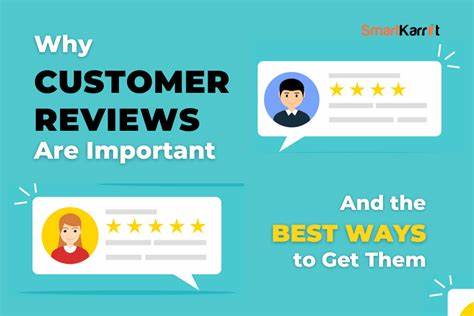 SmartKarrot
Why
CUSTOMER
REVIEWS
Are Important
And the
BEST WAYS
to Get Them